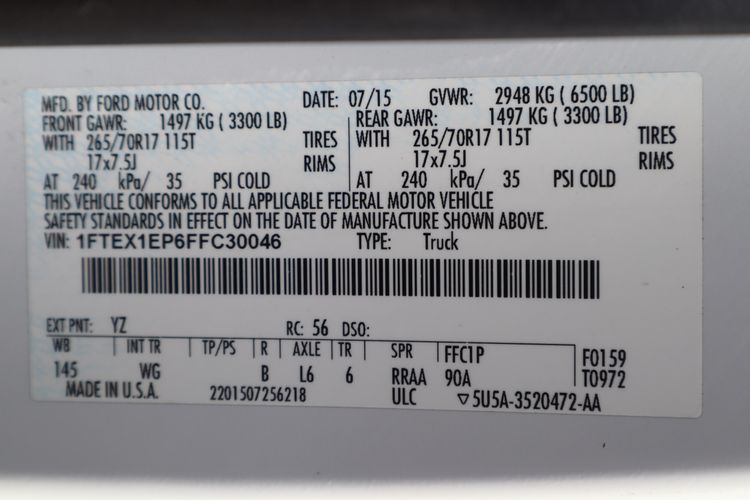 MFD. BY FORD MOTOR CO. DATE: 07/15 GVWR: 2948 KG ( 6500 LB)
FRONT GAWR: 1497 KG ( 3300 LB) REAR GAWR: 1497 KG ( 3300 LB)
WITH 265/70R17 115T TIRES WITH 265/70R17 115T TIRES
17x7.5J RIMS 17x7.5J RIMS
AT 240 kPa/ 35 PSI COLD AT 240 kPa/ 35 PSI COLD
THIS VEHICLE CONFORMS TO ALL APPLICABLE FEDERAL MOTOR VEHICLE
SAFETY STANDARDS IN EFFECT ON THE DATE OF MANUFACTURE SHOWN ABOVE.
VIN: 1FTEX1EP6FFC30046 TYPE: Truck
EXT PNT: YZ RC: 56 DSO:
WB INT TR TP/PS R AXLE TR SPR FFC1P F0159
145 WG B L6 6 RRAA 90A T0972
MADE IN U.S.A. 2201507256218 ULC ▽5U5A-3520472-AA